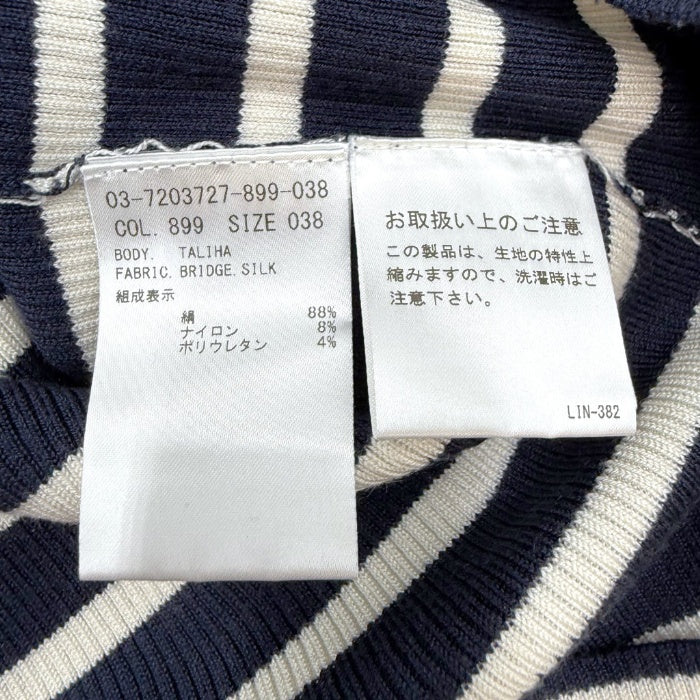 03-7203727-899-038
COL. 899 SIZE 038
BODY. TALIHA
FABRIC. BRIDGE. SILK
組成表示
絹 88%
ナイロン 8%
ポリウレタン 4%
お取扱い上のご注意
この製品は、生地の特性上
縮みますので、洗濯時はご
注意下さい。
LIN-382